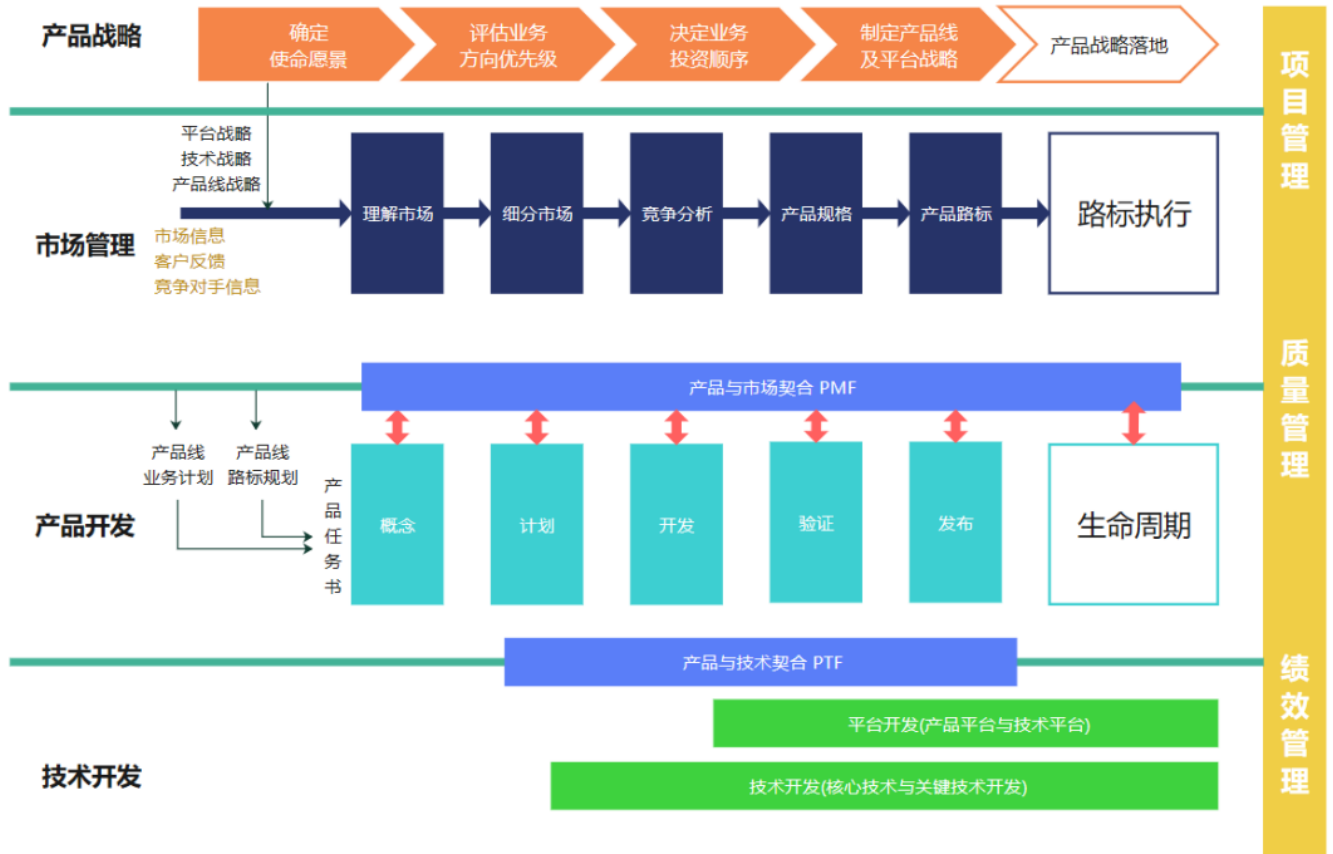 产品战略
确定
使命愿景
评估业务
方向优先级
决定业务
投资顺序
制定产品线
及平台战略
产品战略落地
项目管理
平台战略
技术战略
产品线战略
市场管理
市场信息
客户反馈
竞争对手信息
理解市场
细分市场
竞争分析
产品规格
产品路标
路标执行
质量管理
产品与市场契合 PMF
产品线
业务计划
产品线
路标规划
产品任务书
产品开发
概念
计划
开发
验证
发布
生命周期
产品与技术契合 PTF
绩效管理
平台开发(产品平台与技术平台)
技术开发
技术开发(核心技术与关键技术开发)